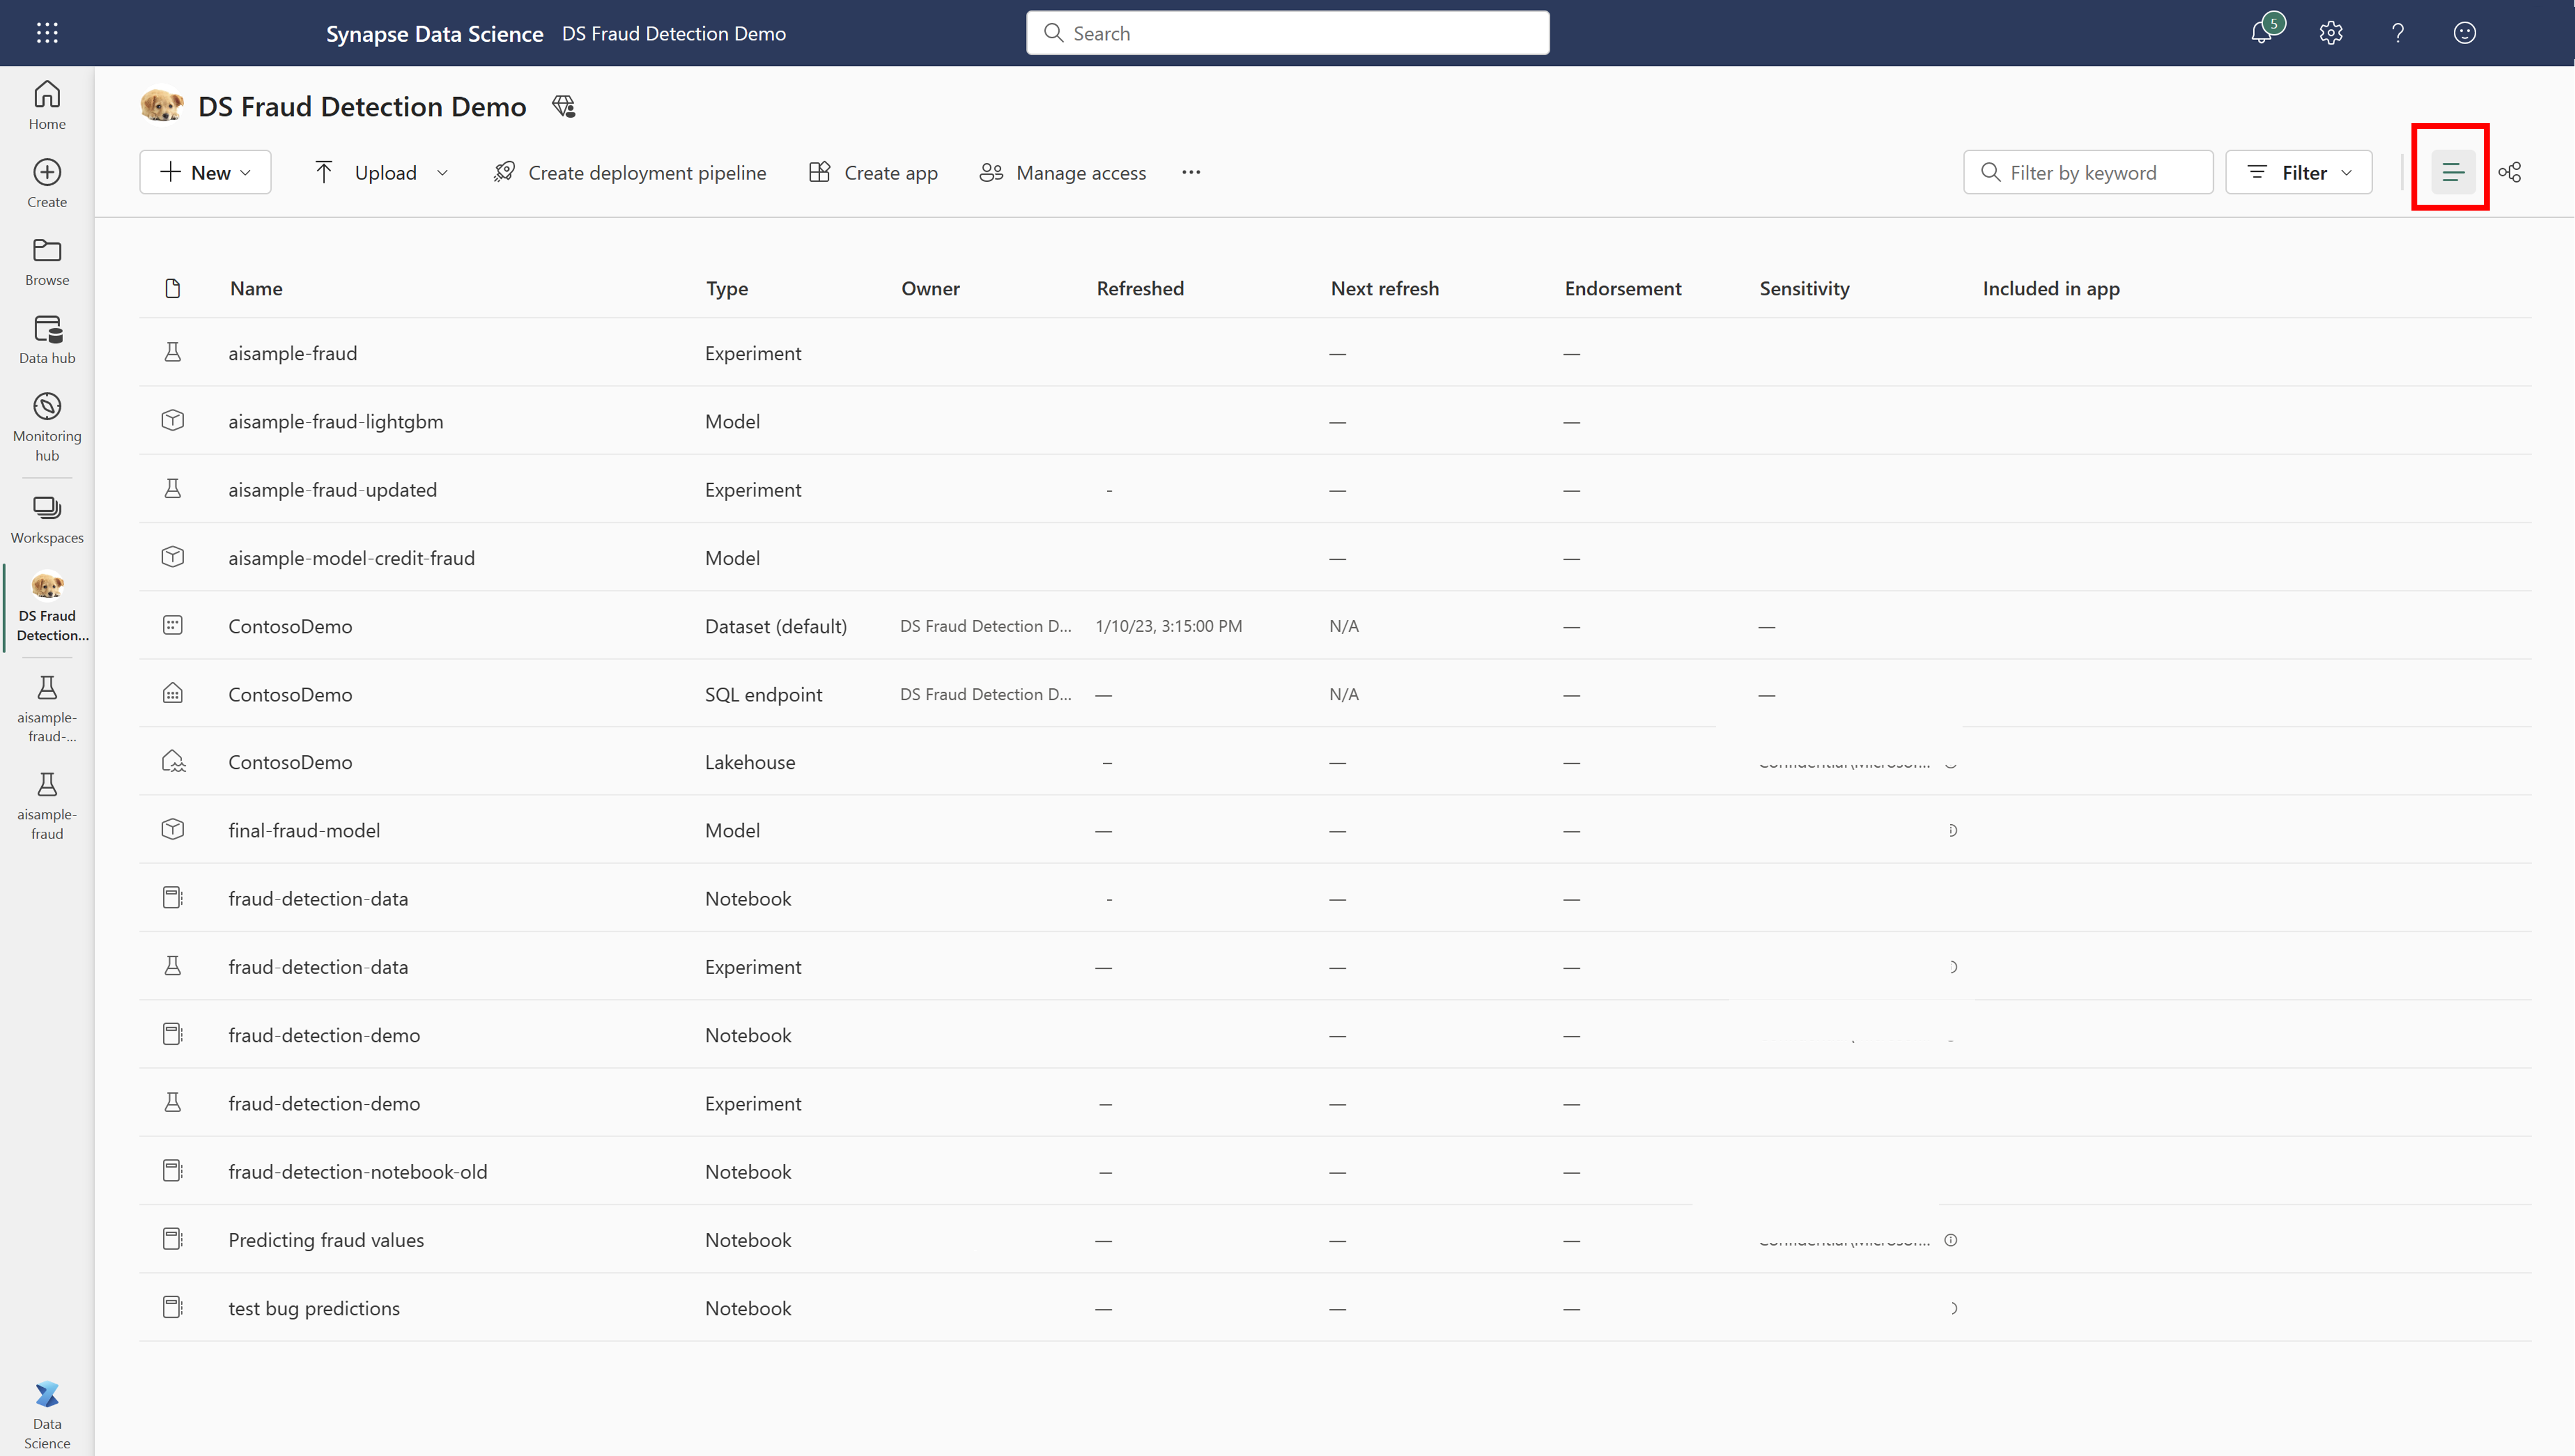 Synapse Data Science DS Fraud Detection Demo Search 5
Home
Create
Browse
Data hub
Monitoring
hub
Workspaces
DS Fraud
Detection...
aisample-
fraud-...
aisample-
fraud
Data
Science
DS Fraud Detection Demo
New Upload Create deployment pipeline Create app Manage access ... Filter by keyword Filter
Name Type Owner Refreshed Next refresh Endorsement Sensitivity Included in app
aisample-fraud Experiment — —
aisample-fraud-lightgbm Model — —
aisample-fraud-updated Experiment - — —
aisample-model-credit-fraud Model — —
ContosoDemo Dataset (default) DS Fraud Detection D... 1/10/23, 3:15:00 PM N/A — —
ContosoDemo SQL endpoint DS Fraud Detection D... — N/A — —
ContosoDemo Lakehouse – — —
final-fraud-model Model — — —
fraud-detection-data Notebook - — —
fraud-detection-data Experiment — — —
fraud-detection-demo Notebook — —
fraud-detection-demo Experiment – — —
fraud-detection-notebook-old Notebook – — —
Predicting fraud values Notebook — — —
test bug predictions Notebook — — —